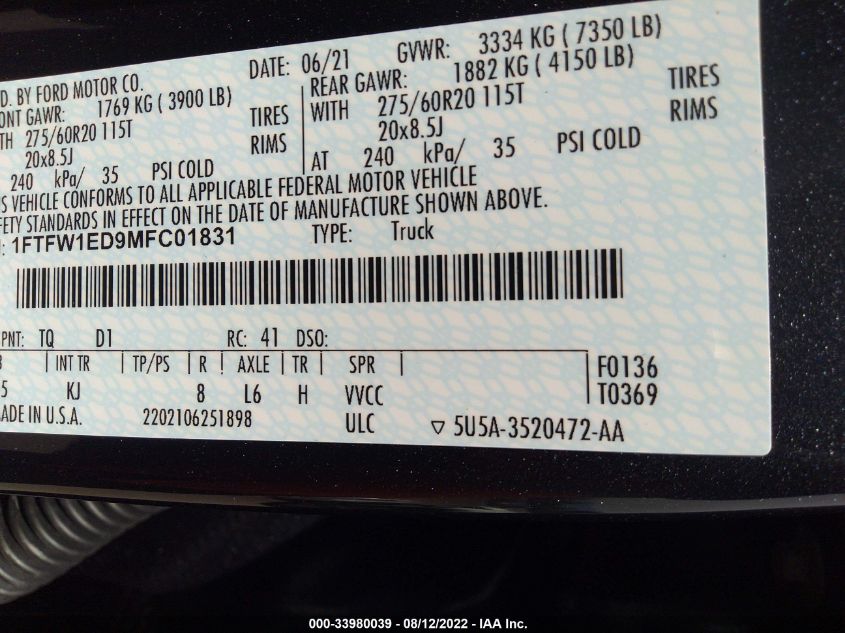 D. BY FORD MOTOR CO.
DATE: 06/21 GVWR: 3334 KG ( 7350 LB)
ONT GAWR: 1769 KG ( 3900 LB)
TH 275/60R20 115T TIRES
20x8.5J RIMS
240 kPa/ 35 PSI COLD
REAR GAWR: 1882 KG ( 4150 LB)
WITH 275/60R20 115T TIRES
20x8.5J RIMS
AT 240 kPa/ 35 PSI COLD
S VEHICLE CONFORMS TO ALL APPLICABLE FEDERAL MOTOR VEHICLE
FETY STANDARDS IN EFFECT ON THE DATE OF MANUFACTURE SHOWN ABOVE.
: 1FTFW1ED9MFC01831 TYPE: Truck
PNT: TQ D1 RC: 41 DSO:
INT TR TP/PS R AXLE TR SPR F0136
5 KJ 8 L6 H VVCC T0369
ADE IN U.S.A. 2202106251898 ULC ▽ 5U5A-3520472-AA
000-33980039 - 08/12/2022 - IAA Inc.